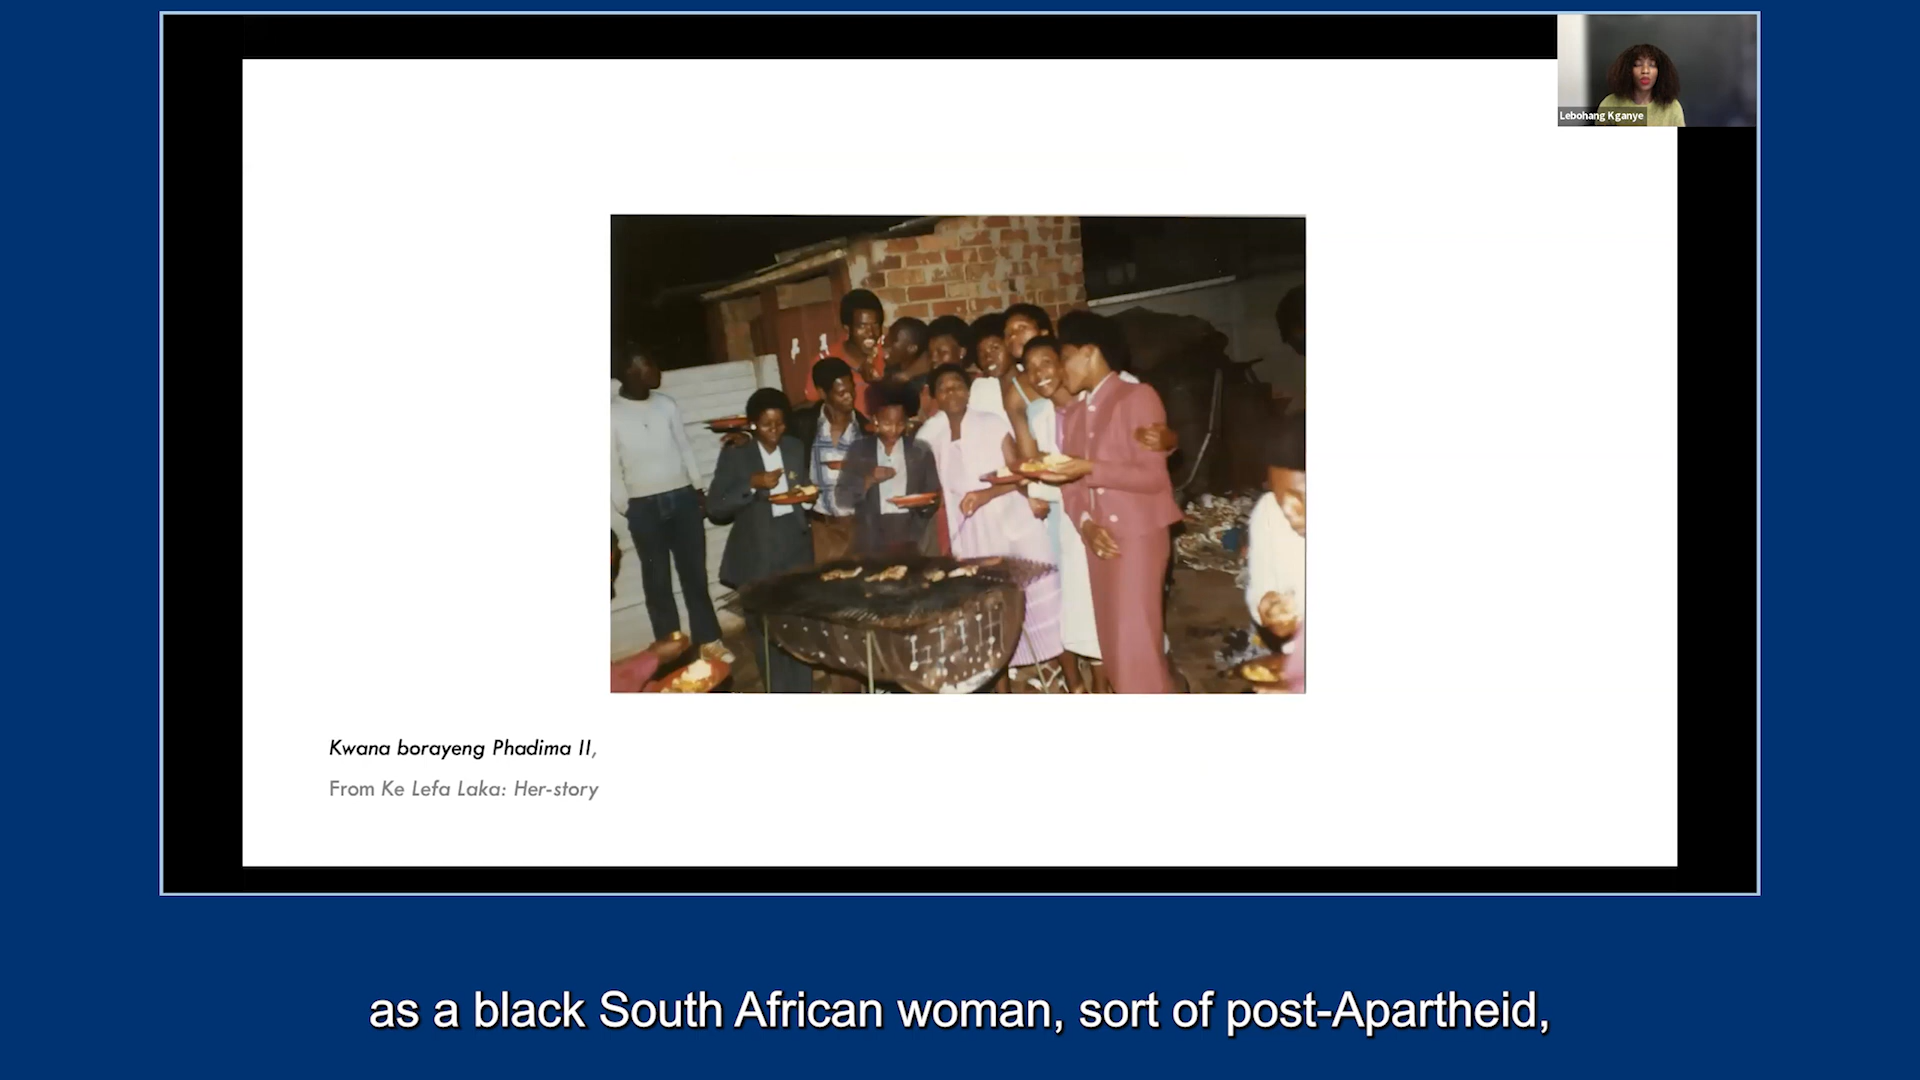 Lebohang Kganye
Kwana borayeng Phadima II,
From Ke Lefa Laka: Her-story
as a black South African woman, sort of post-Apartheid,